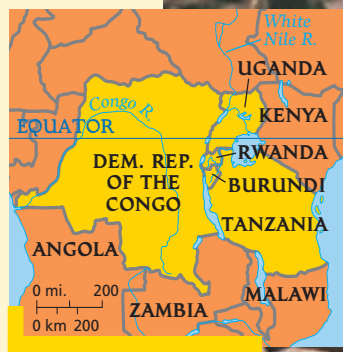 White
Nile R.
UGANDA
Congo R.
KENYA
EQUATOR
DEM. REP.
OF THE
CONGO
RWANDA
BURUNDI
TANZANIA
ANGOLA
MALAWI
0 mi. 200
0 km 200
ZAMBIA